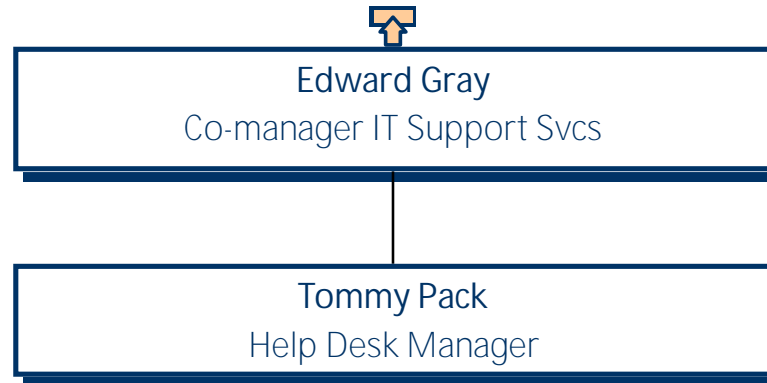 Edward Gray
Co-manager IT Support Svcs
Tommy Pack
Help Desk Manager